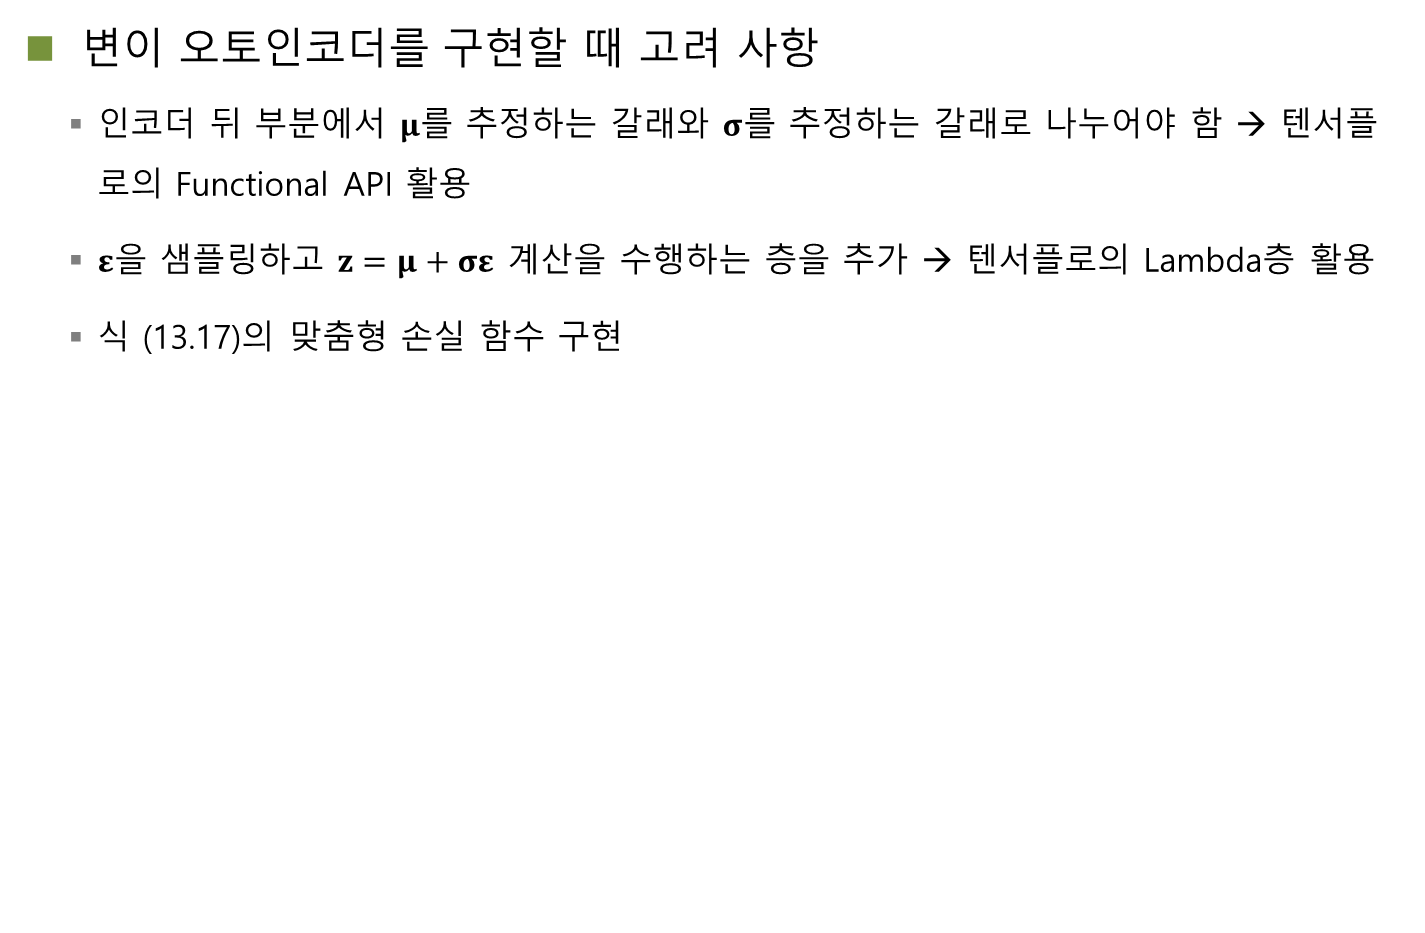 변이 오토인코더를 구현할 때 고려 사항
인코더 뒤 부분에서 μ를 추정하는 갈래와 σ를 추정하는 갈래로 나누어야 함 → 텐서플
로의 Functional API 활용
ε을 샘플링하고 z = μ + σε 계산을 수행하는 층을 추가 → 텐서플로의 Lambda층 활용
식 (13.17)의 맞춤형 손실 함수 구현